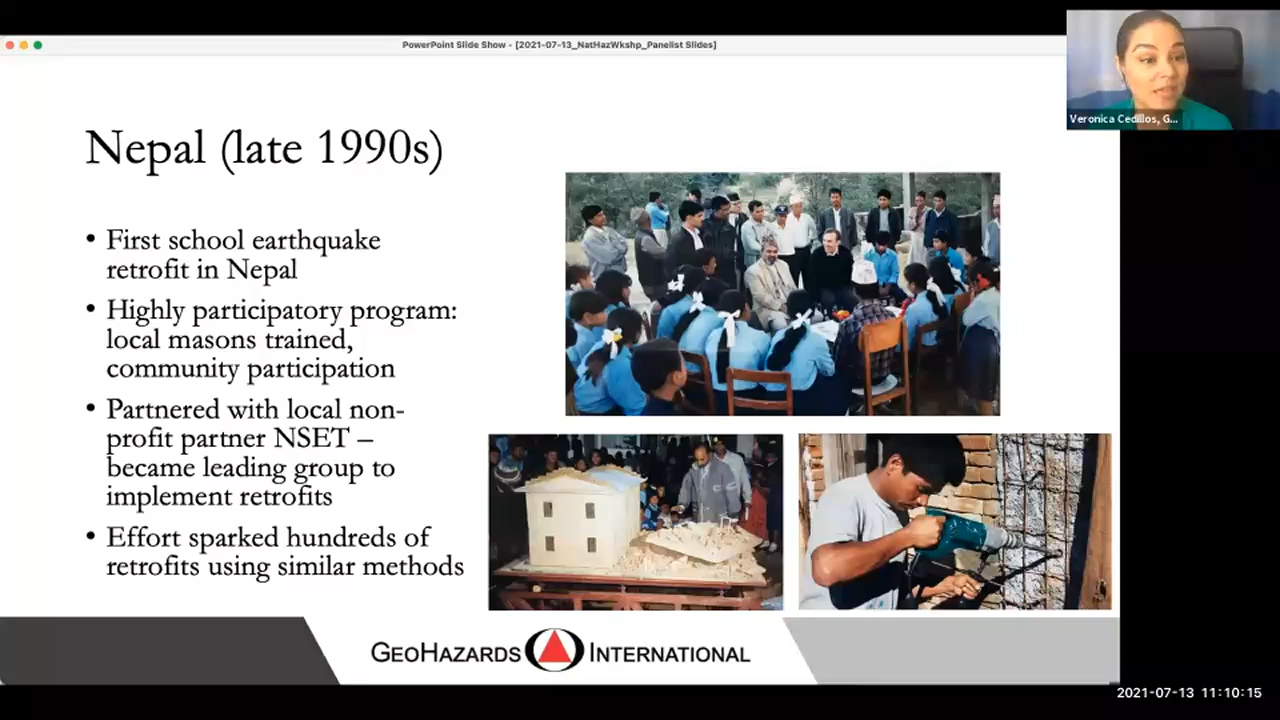 PowerPoint Slide Show - [2021-07-13_NatHazWkshp_Panelist Slides]
Veronica Cedillos, G...
Nepal (late 1990s)
• First school earthquake
retrofit in Nepal
• Highly participatory program:
local masons trained,
community participation
• Partnered with local non-
profit partner NSET –
became leading group to
implement retrofits
• Effort sparked hundreds of
retrofits using similar methods
GEOHAZARDS INTERNATIONAL
2021-07-13 11:10:15